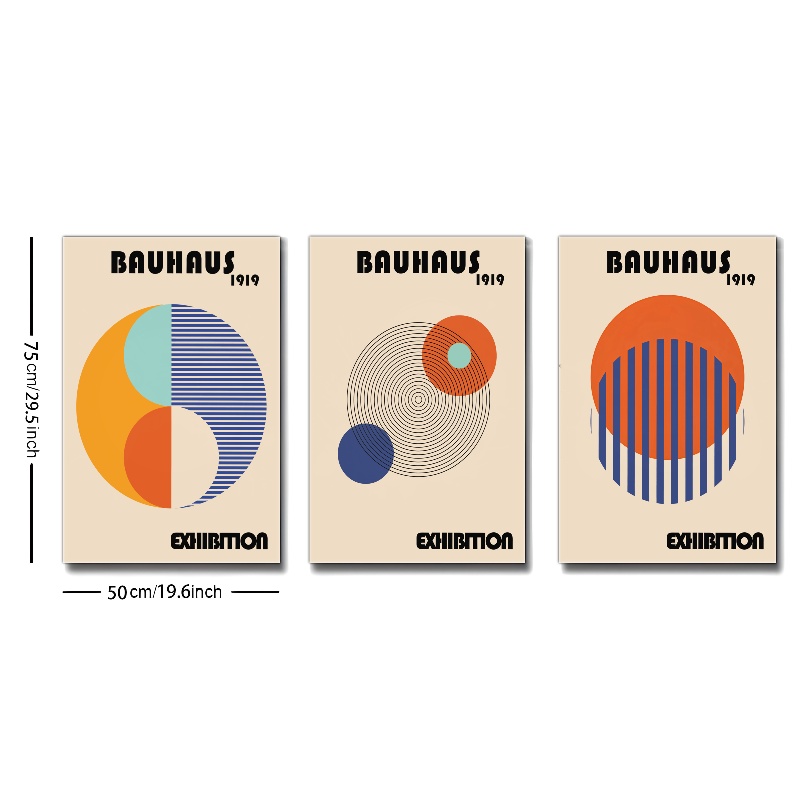 BAUHAUS
1919
EXHIBITION
BAUHAUS
1919
EXHIBITION
BAUHAUS
1919
EXHIBITION
75cm/29.5inch
50cm/19.6inch